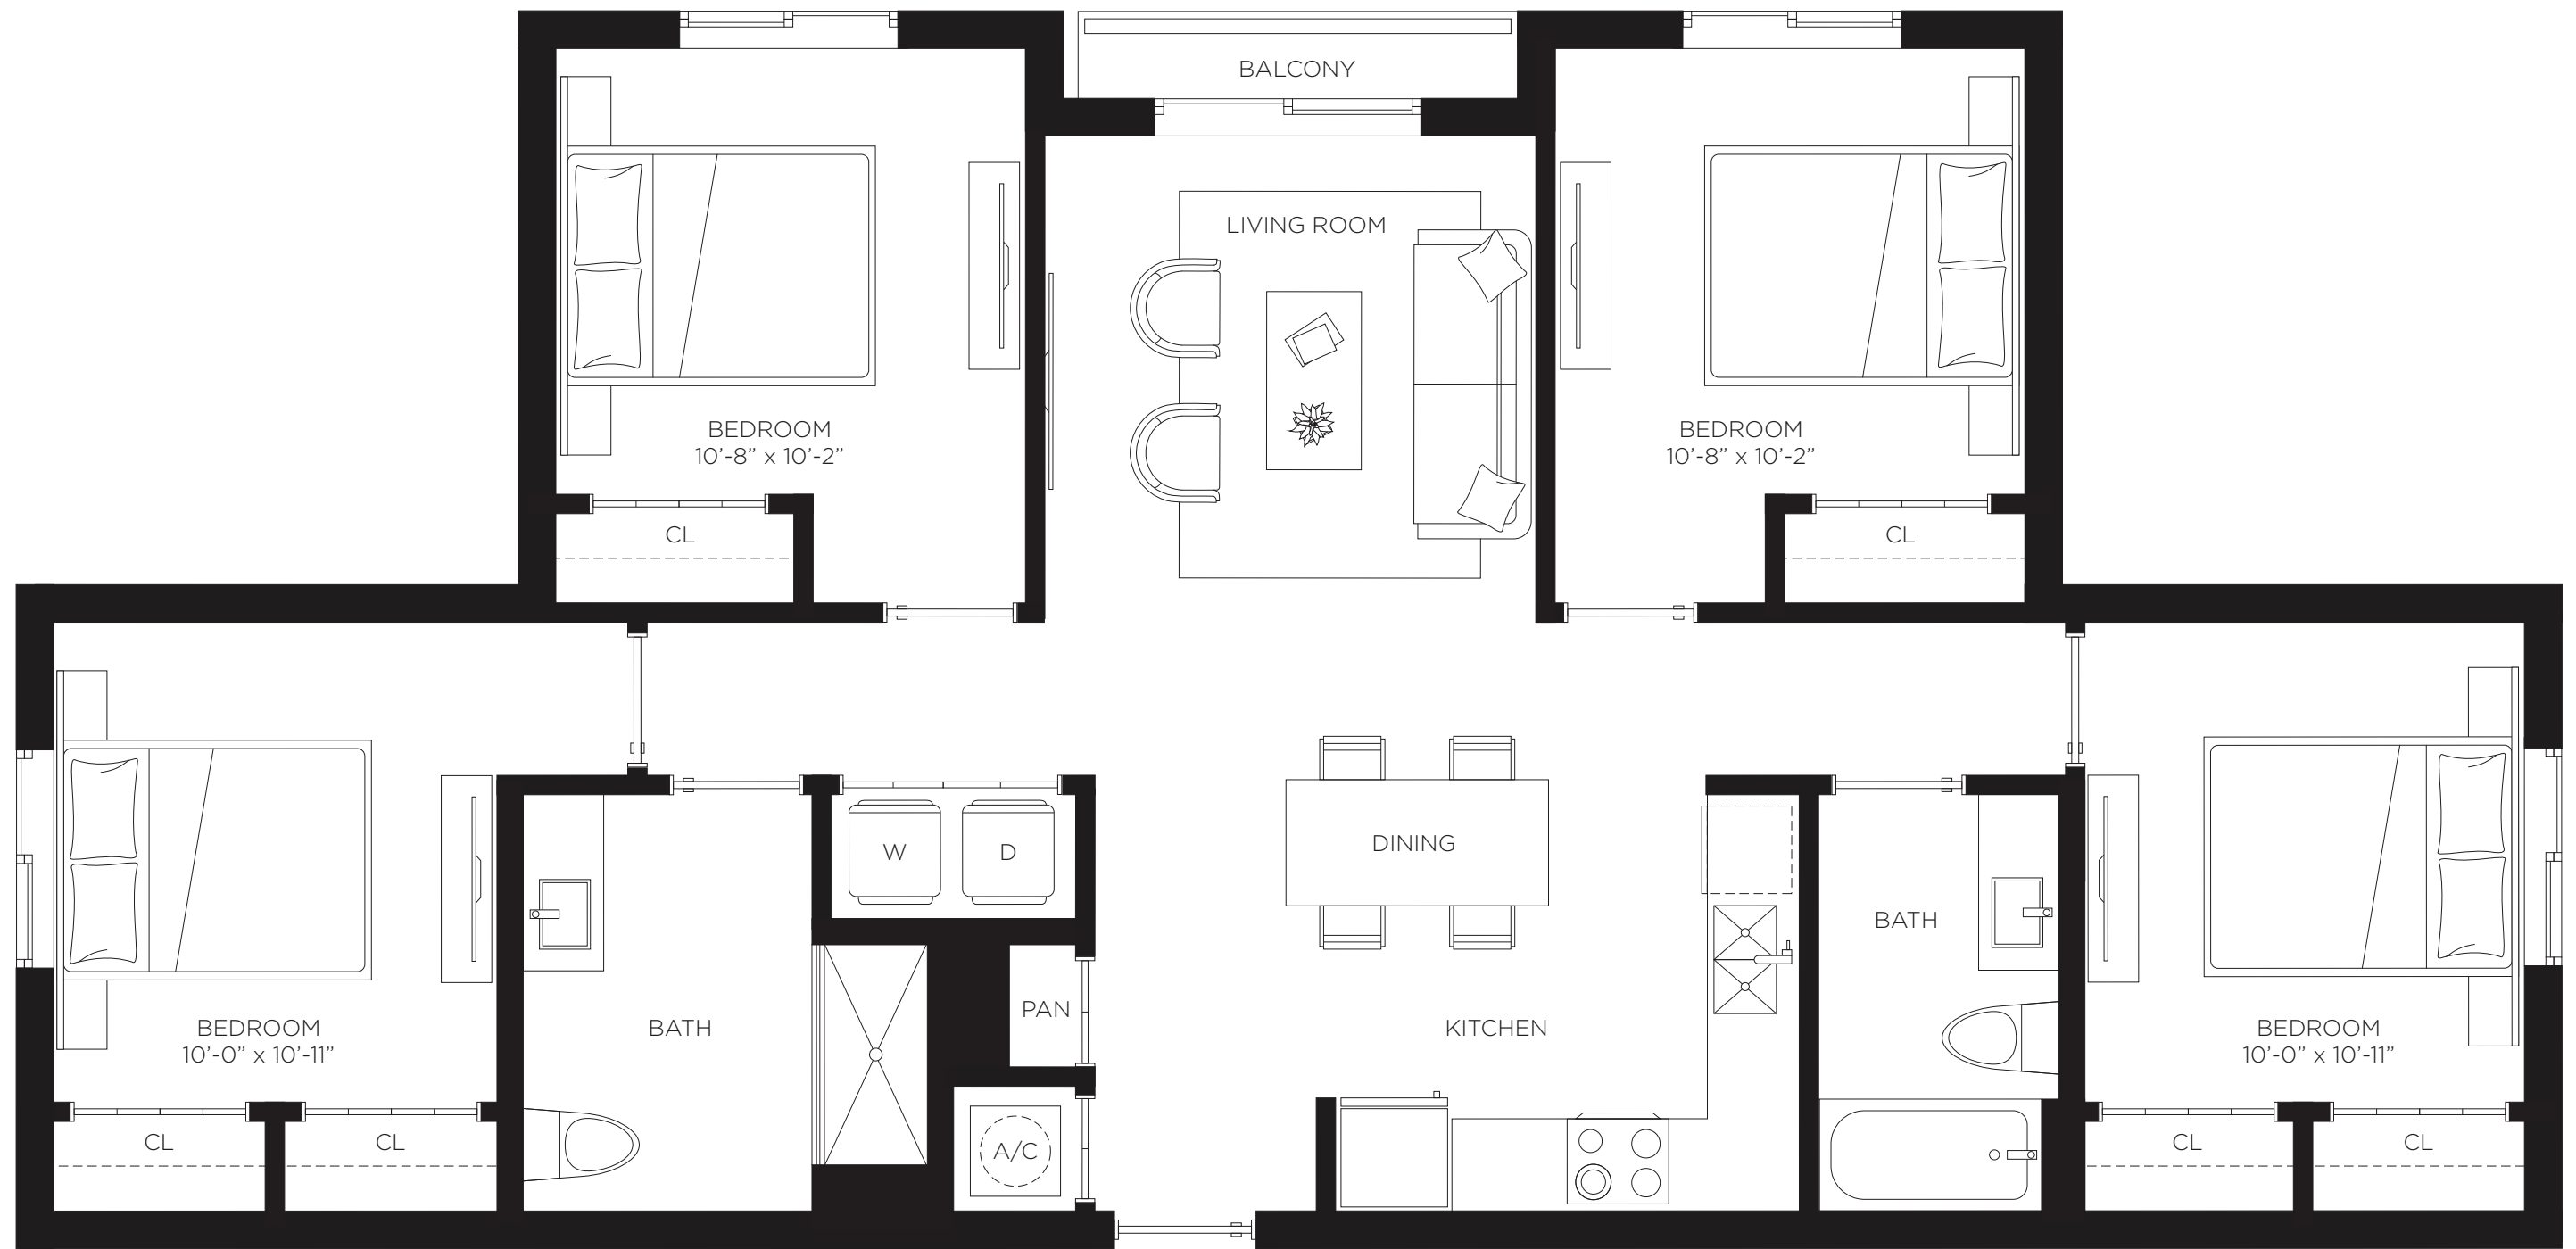 BALCONY
LIVING ROOM
BEDROOM
10’-8” x 10’-2”
BEDROOM
10’-8” x 10’-2”
CL
CL
W
D
DINING
BATH
PAN
KITCHEN
BATH
BEDROOM
10’-0” x 10’-11”
BEDROOM
10’-0” x 10’-11”
CL
CL
A/C
CL
CL